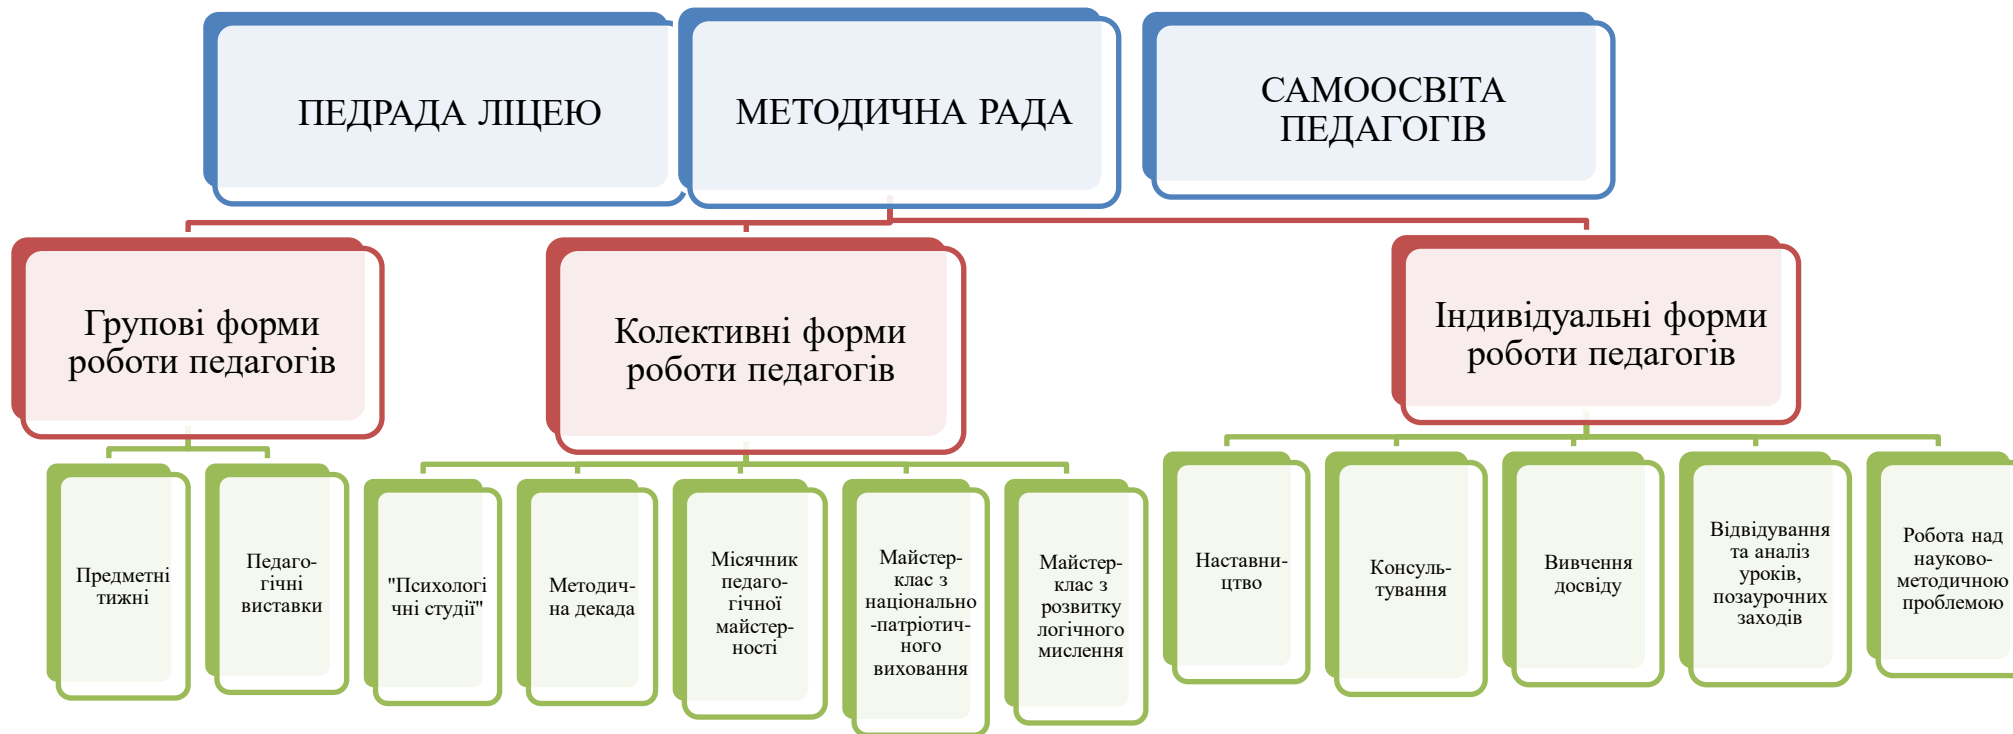 ПЕДРАДА ЛІЦЕЮ
МЕТОДИЧНА РАДА
САМООСВІТА
ПЕДАГОГІВ
Групові форми
роботи педагогів
Колективні форми
роботи педагогів
Індивідуальні форми
роботи педагогів
Предметні
тижні
Педаго-
гічні
виставки
"Психологі
чні студії"
Методич-
на декада
Місячник
педаго-
гічної
майстер-
ності
Майстер-
клас з
національно
-патріотич-
ного
виховання
Майстер-
клас з
розвитку
логічного
мислення
Наставни-
цтво
Консуль-
тування
Вивчення
досвіду
Відвідування
та аналіз
уроків,
позаурочних
заходів
Робота над
науково-
методичною
проблемою